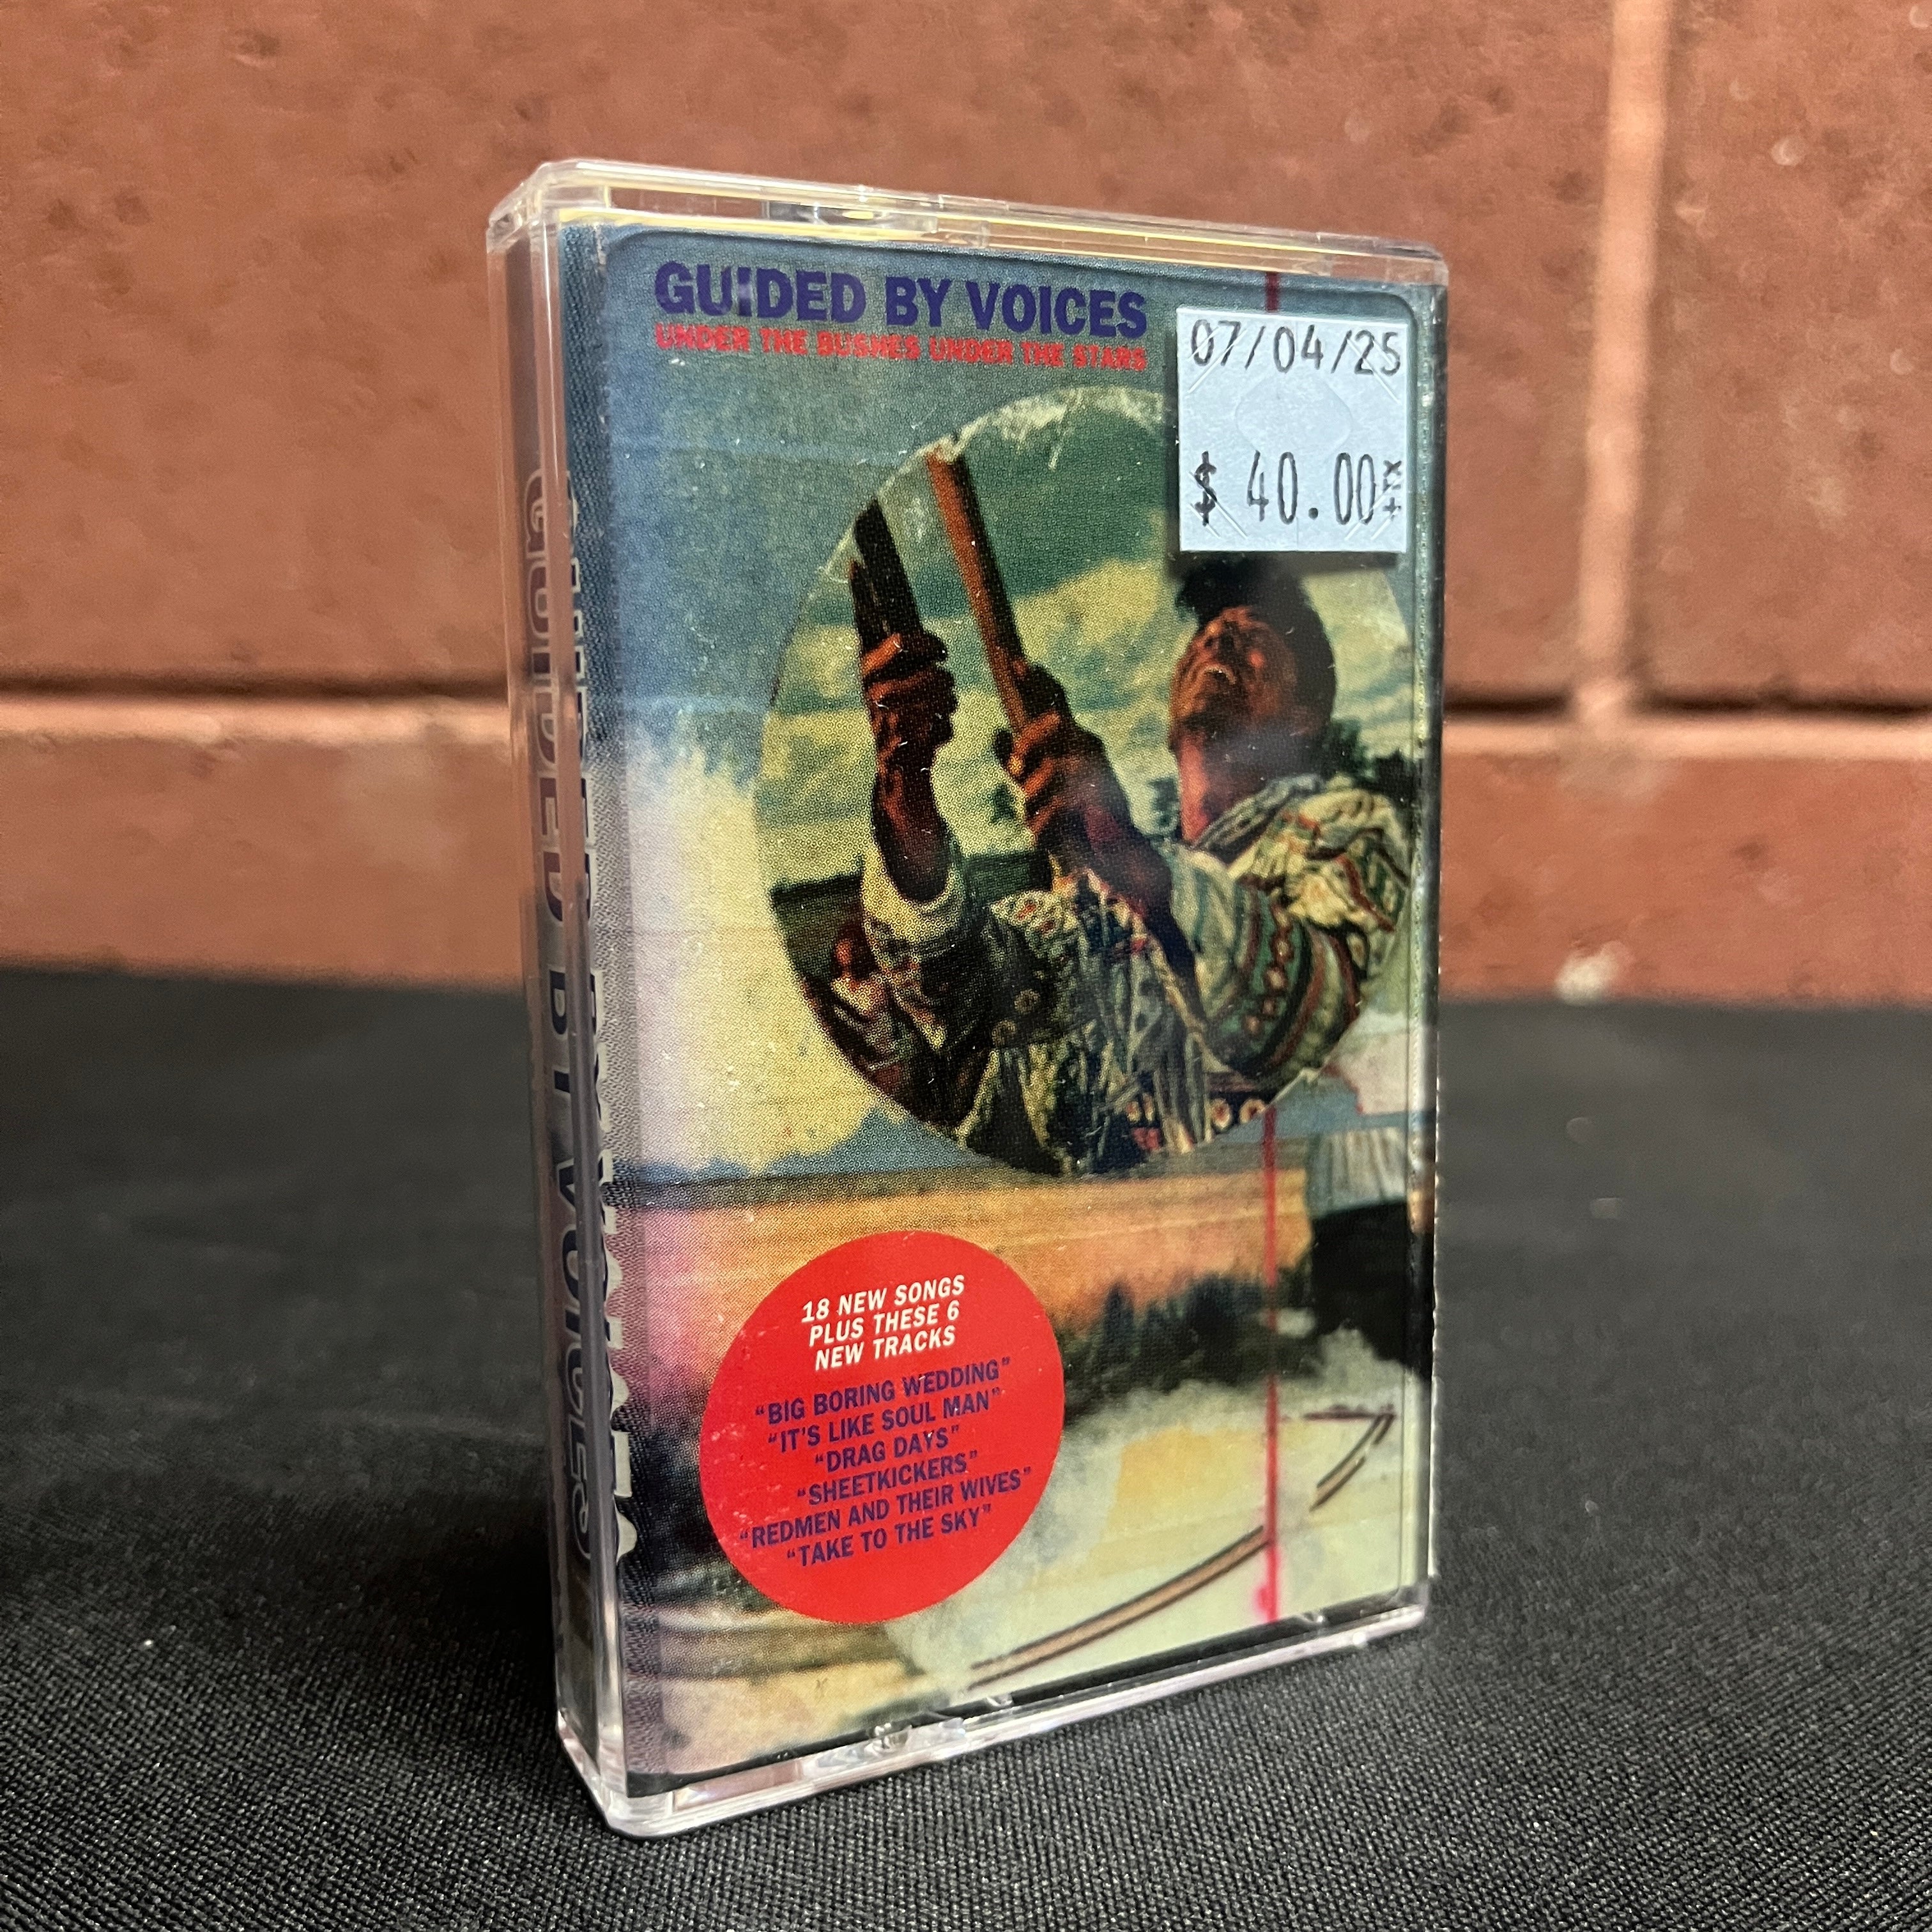 GUIDED BY VOICES
UNDER THE BUSHES UNDER THE STARS
07/04/25
$ 40.00 +TX
GUIDED BY VOICES
18 NEW SONGS
PLUS THESE 6
NEW TRACKS
"BIG BORING WEDDING"
"IT'S LIKE SOUL MAN"
"DRAG DAYS"
"SHEETKICKERS"
"REDMEN AND THEIR WIVES"
"TAKE TO THE SKY"